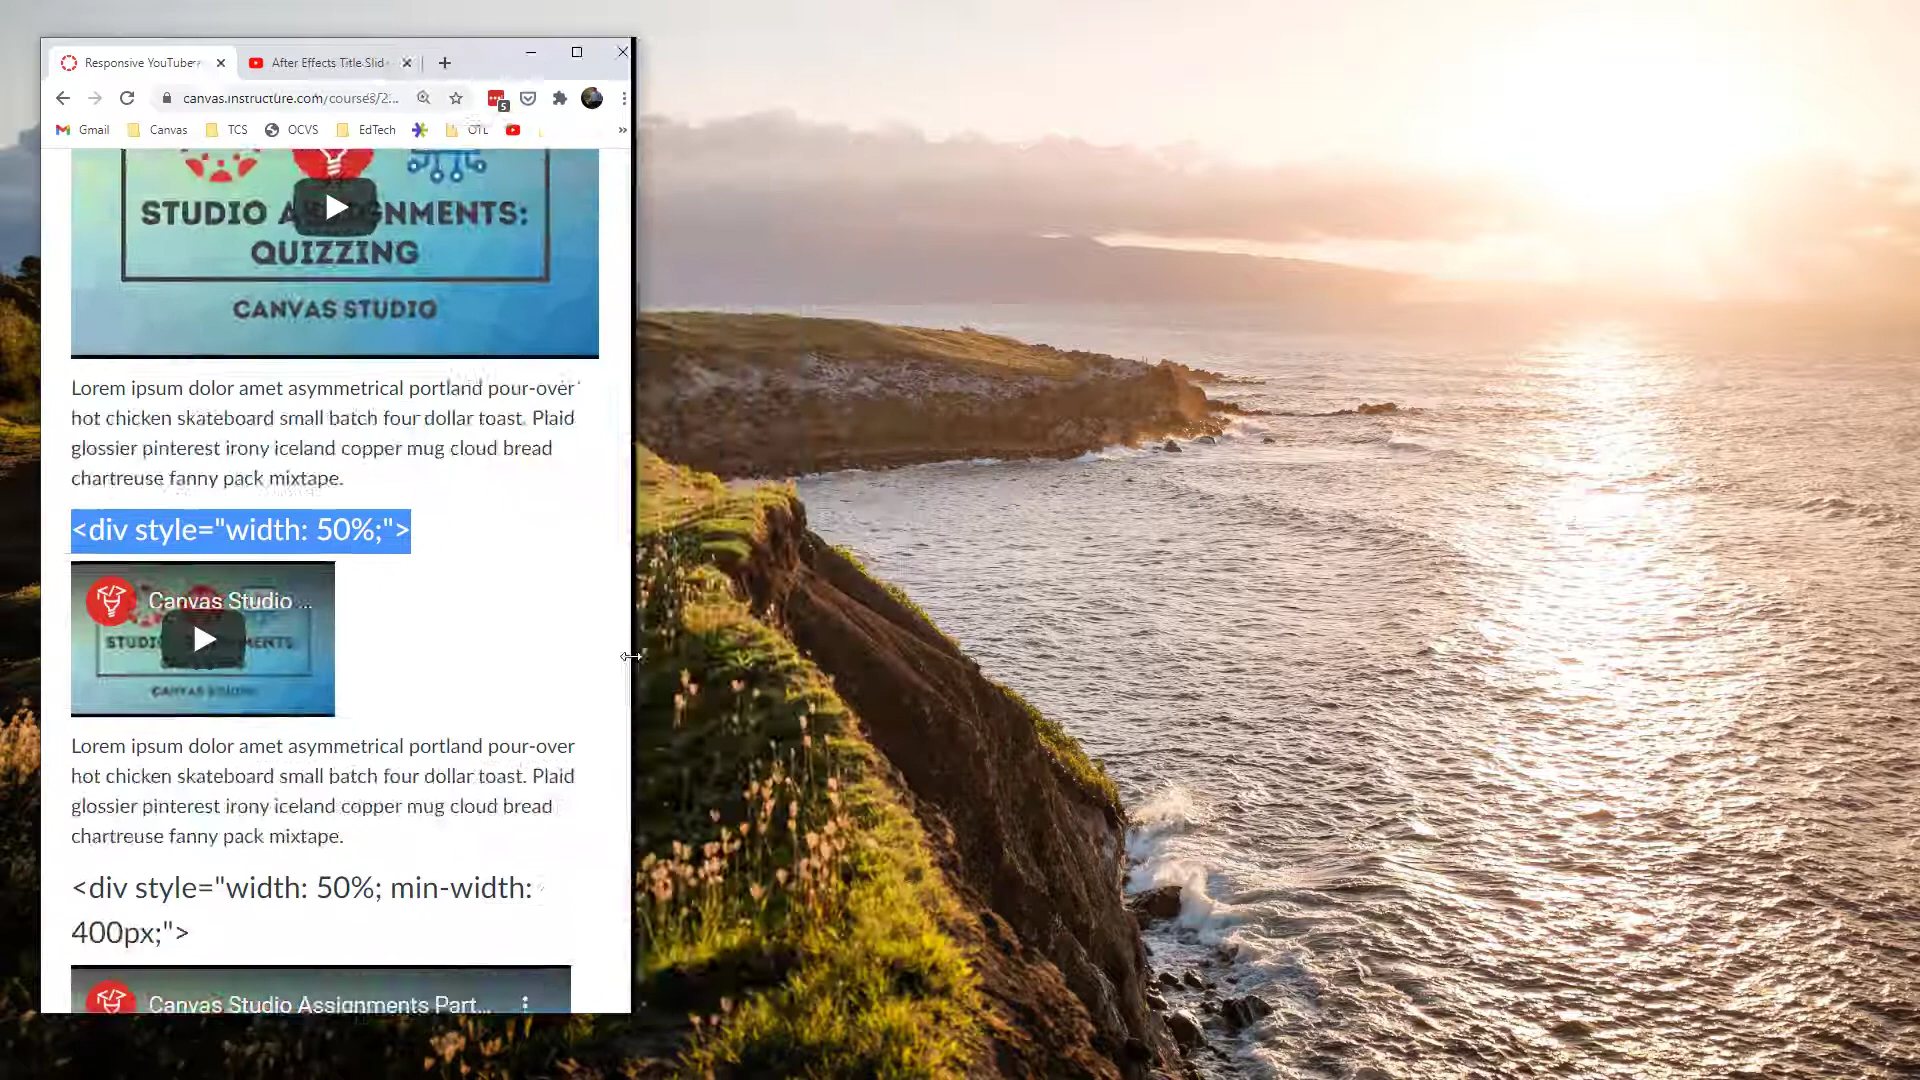 Responsive YouTube
After Effects Title Slid
canvas.instructure.com/courses/2...
5
Gmail
Canvas
TCS
OCVS
EdTech
OTL
»
STUDIO ASSIGNMENTS:
QUIZZING
CANVAS STUDIO
Lorem ipsum dolor amet asymmetrical portland pour-over
hot chicken skateboard small batch four dollar toast. Plaid
glossier pinterest irony iceland copper mug cloud bread
chartreuse fanny pack mixtape.
<div style="width: 50%;">
Canvas Studio ...
CANVAS STUDIO
Lorem ipsum dolor amet asymmetrical portland pour-over
hot chicken skateboard small batch four dollar toast. Plaid
glossier pinterest irony iceland copper mug cloud bread
chartreuse fanny pack mixtape.
<div style="width: 50%; min-width:
400px;">
Canvas Studio Assignments Part...